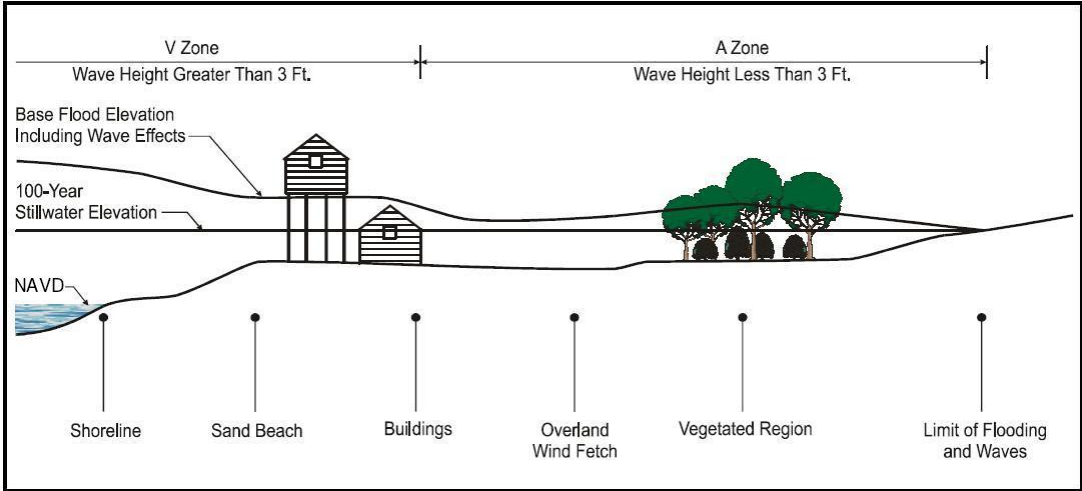 V Zone
Wave Height Greater Than 3 Ft.
A Zone
Wave Height Less Than 3 Ft.
Base Flood Elevation
Including Wave Effects
100-Year
Stillwater Elevation
NAVD
Shoreline
Sand Beach
Buildings
Overland
Wind Fetch
Vegetated Region
Limit of Flooding
and Waves